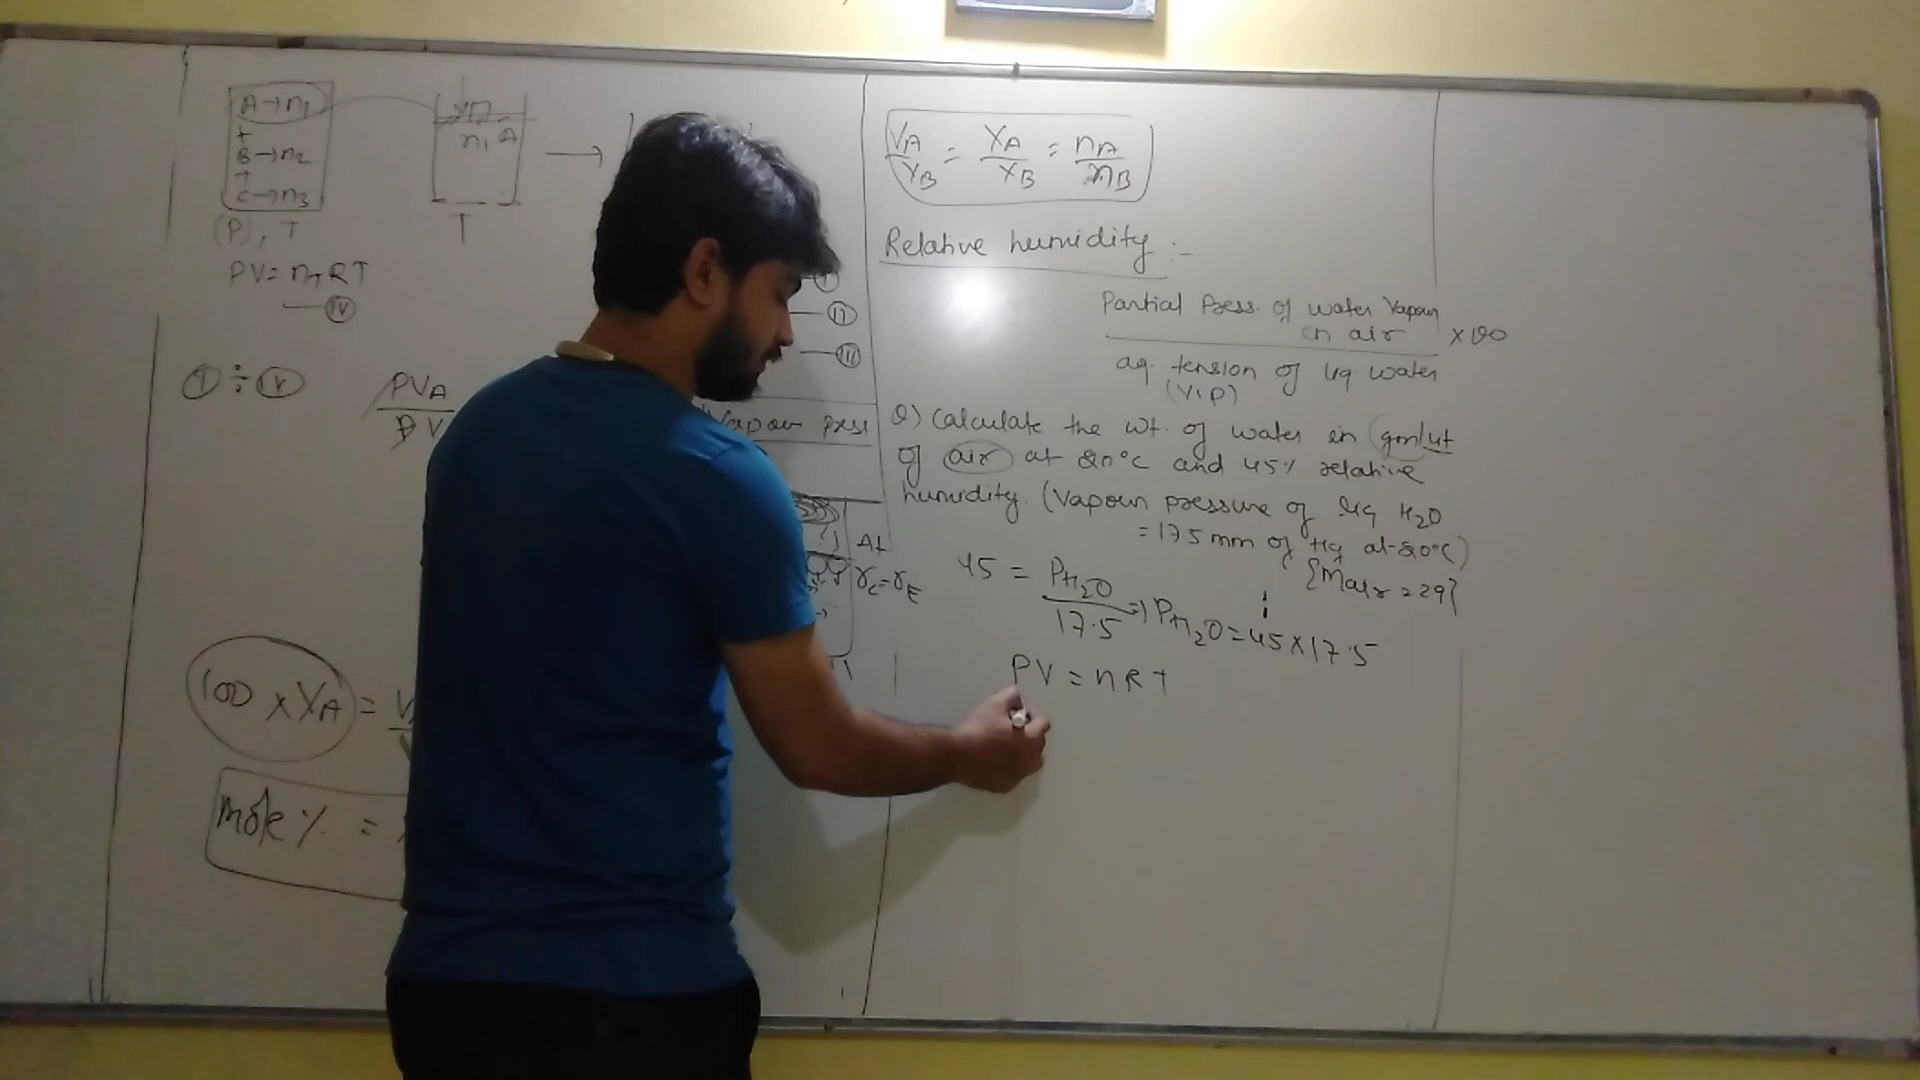 A→n1
+
B→n2
+
C→n3
(P), T
PV=nTRT
IV
n1 A
T
I ÷ IV
PVA
P V
100 × XA =
mole % =
II
III
Vapour press
At
rC=rE
VA/VB = XA/XB = nA/nB
Relative humidity :-
Partial Press. of water Vapour
in air ×100
aq. tension of liq water
(V.P)
Q) Calculate the wt. of water in gm/lit
of air at 20°C and 45% relative
humidity. (Vapour pressure of liq H2O
=17.5 mm of Hg at 20°C)
{Mair=29}
45 = PH2O/17.5 ⇒ PH2O=45×17.5
PV = nRT